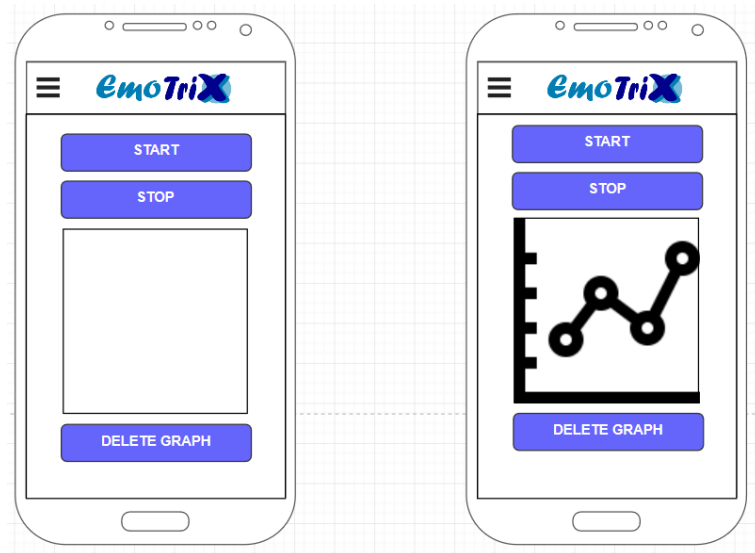 EmoTriX
START
STOP
DELETE GRAPH
EmoTriX
START
STOP
DELETE GRAPH